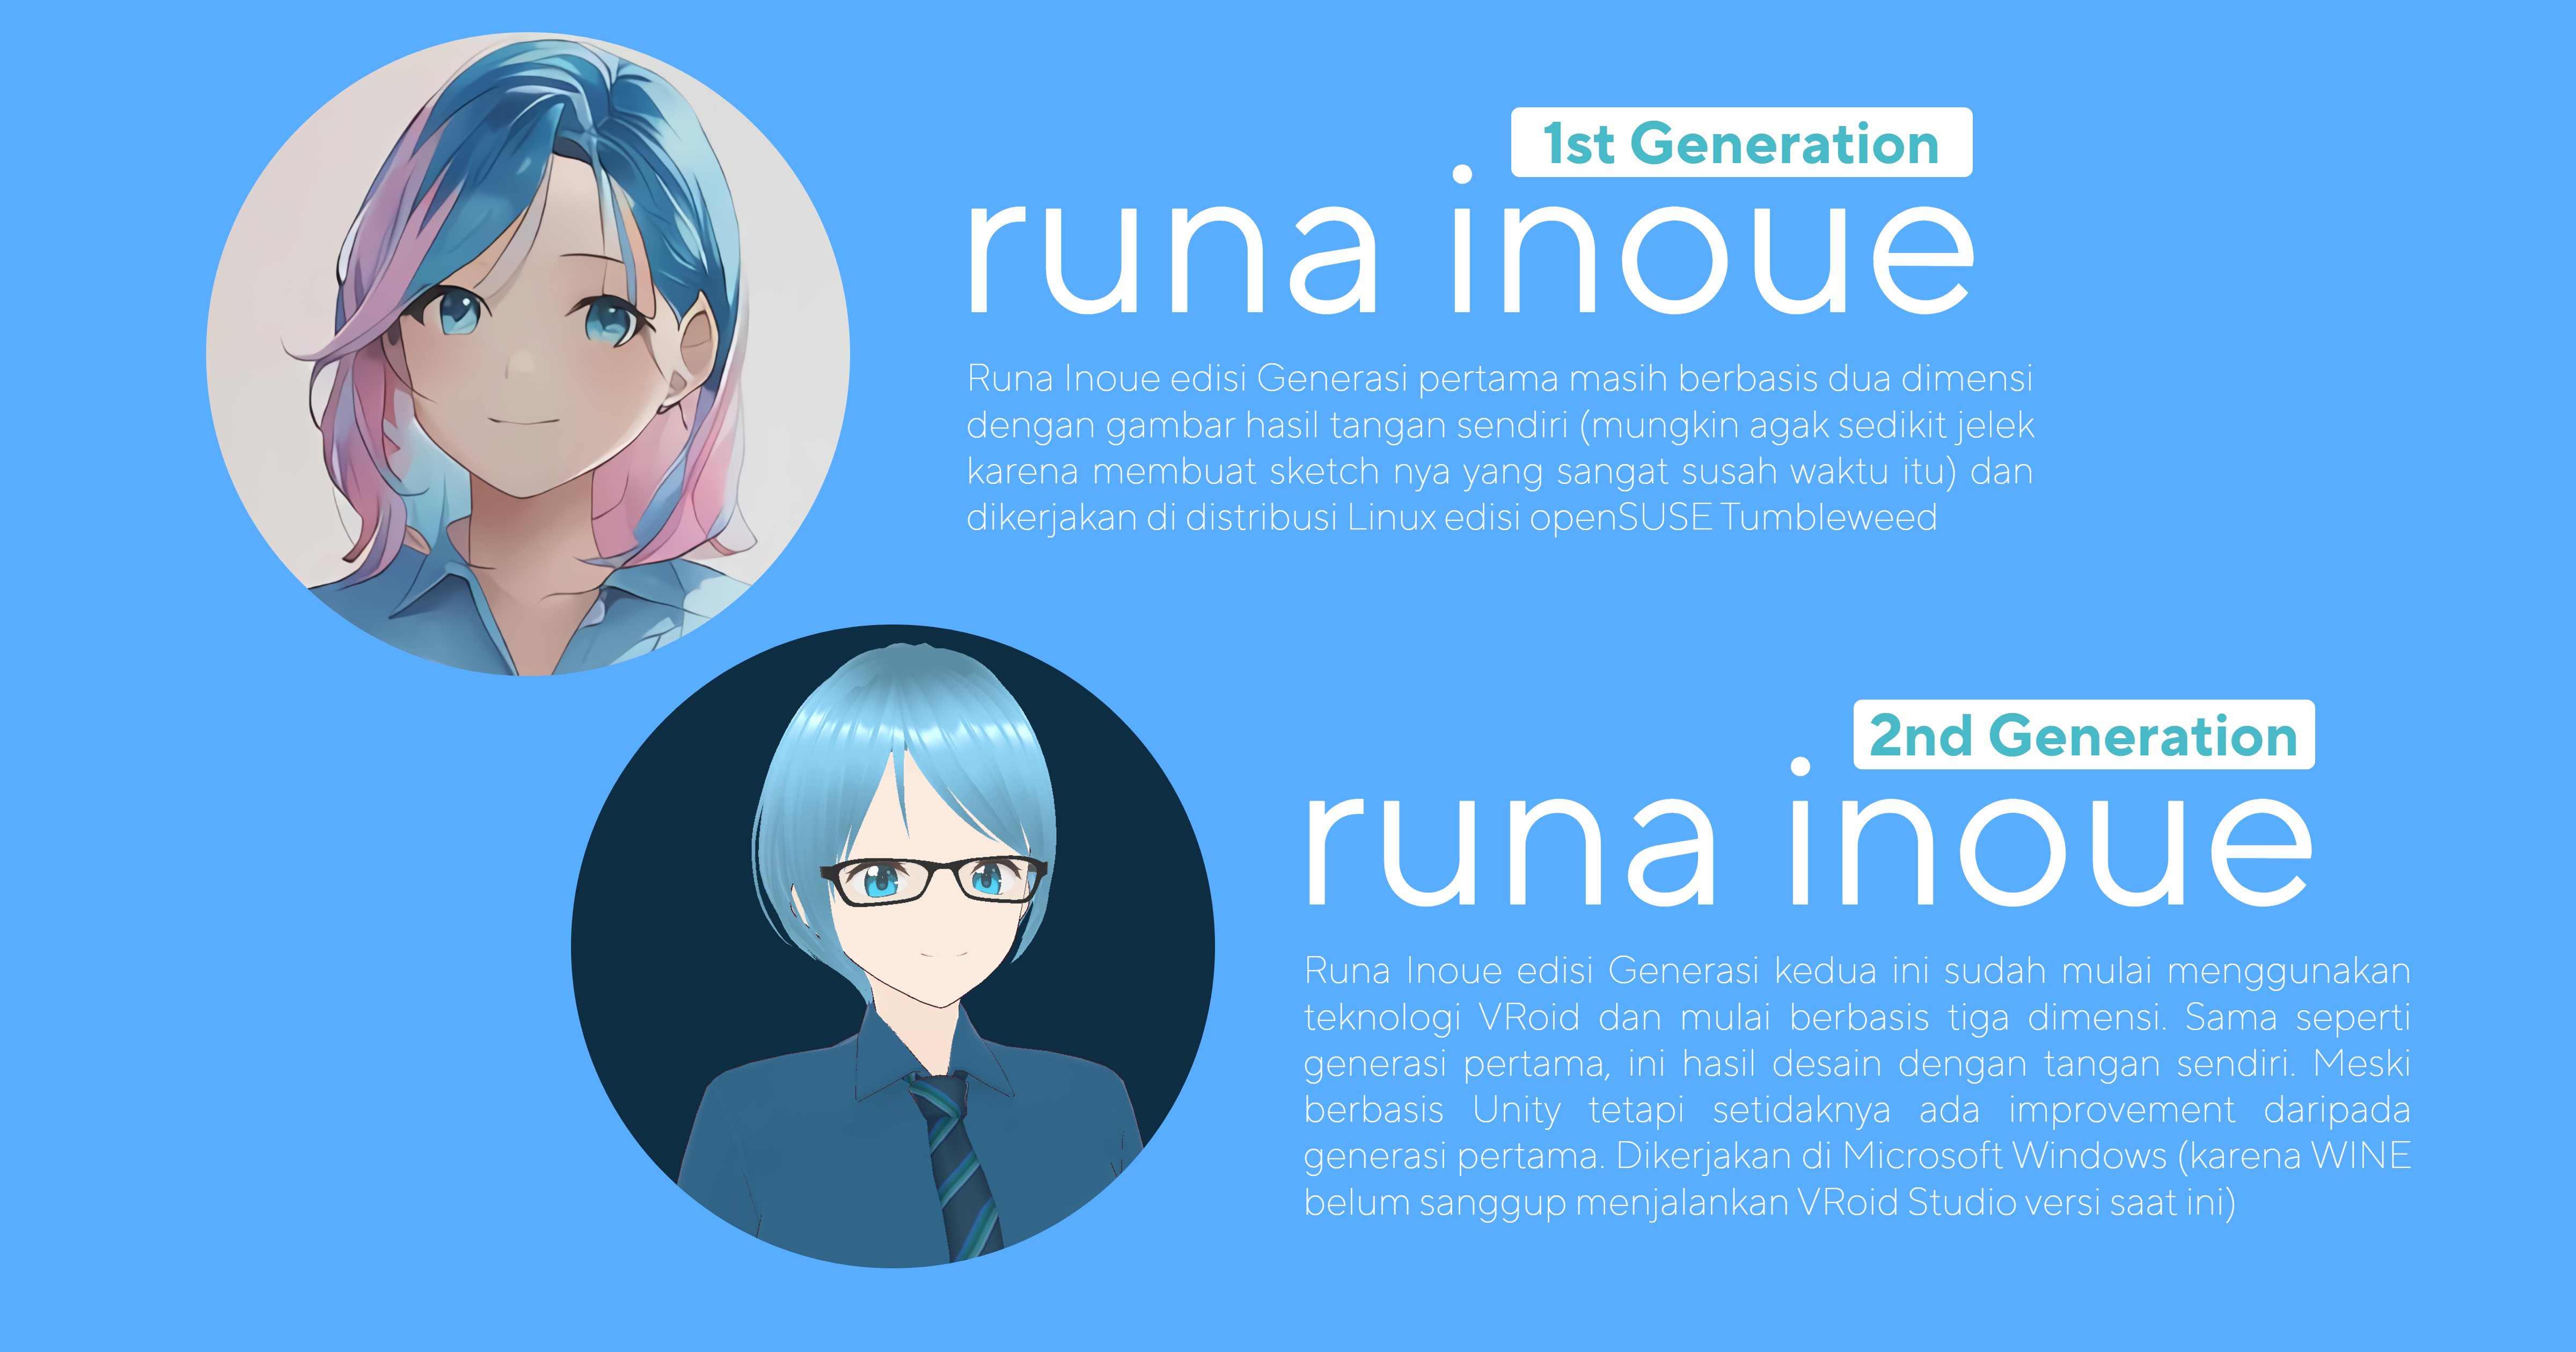 1st Generation
runa inoue
Runa Inoue edisi Generasi pertama masih berbasis dua dimensi
dengan gambar hasil tangan sendiri (mungkin agak sedikit jelek
karena membuat sketch nya yang sangat susah waktu itu) dan
dikerjakan di distribusi Linux edisi openSUSE Tumbleweed
2nd Generation
runa inoue
Runa Inoue edisi Generasi kedua ini sudah mulai menggunakan
teknologi VRoid dan mulai berbasis tiga dimensi. Sama seperti
generasi pertama, ini hasil desain dengan tangan sendiri. Meski
berbasis Unity tetapi setidaknya ada improvement daripada
generasi pertama. Dikerjakan di Microsoft Windows (karena WINE
belum sanggup menjalankan VRoid Studio versi saat ini)